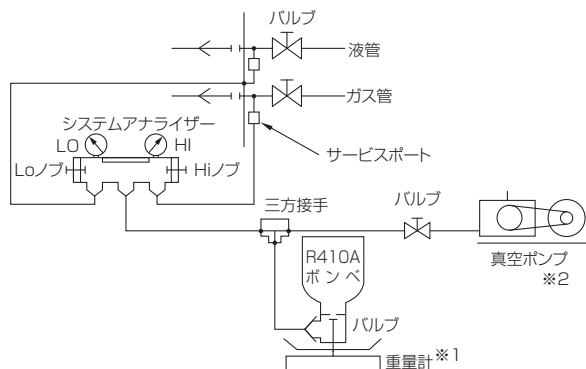 バルブ
液管
ガス管
システムアナライザー
LO
HI
Loノブ
Hiノブ
サービスポート
三方接手
バルブ
R410A
ボンベ
真空ポンプ
※2
バルブ
重量計※1